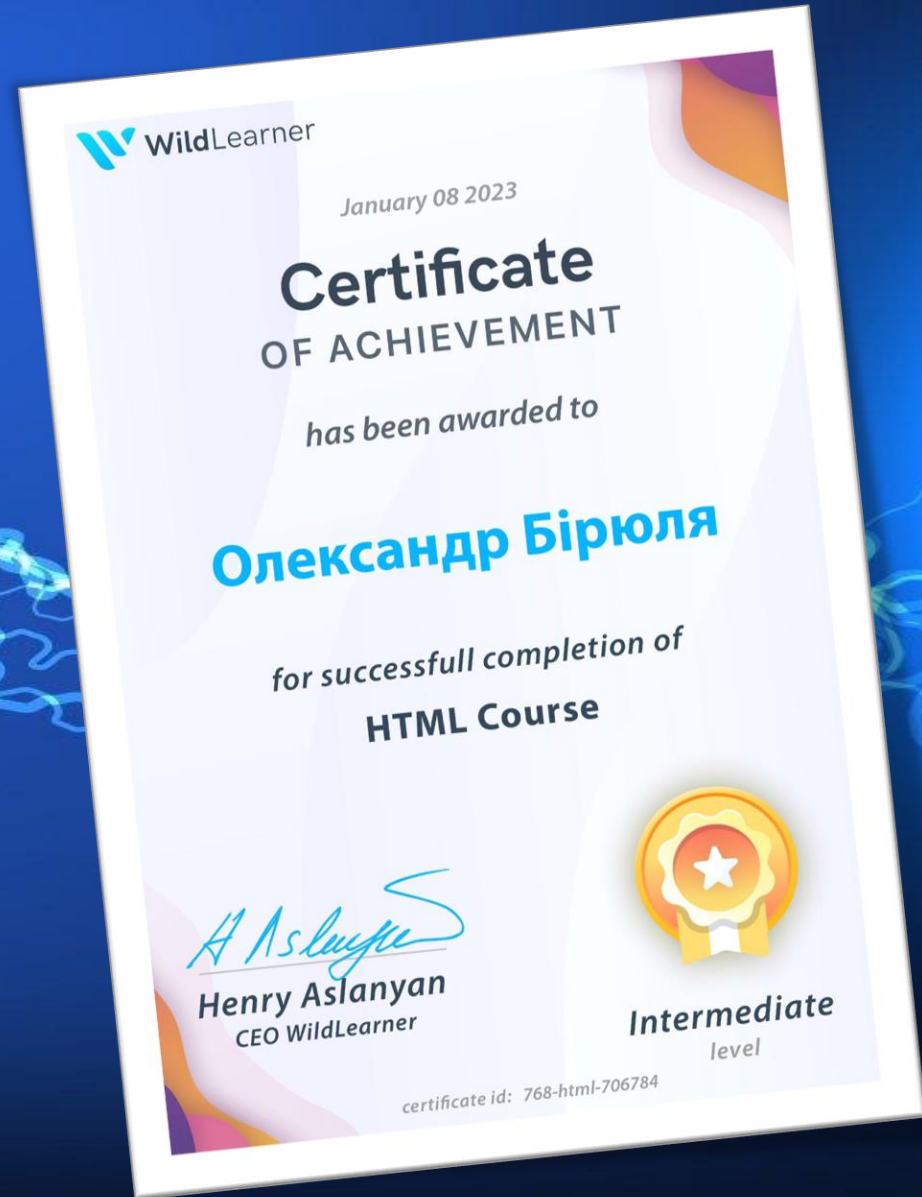 WildLearner
January 08 2023
Certificate
OF ACHIEVEMENT
has been awarded to
Олександр Бірюля
for successfull completion of
HTML Course
H Aslanyan
Henry Aslanyan
CEO WildLearner
Intermediate
level
certificate id: 768-html-706784